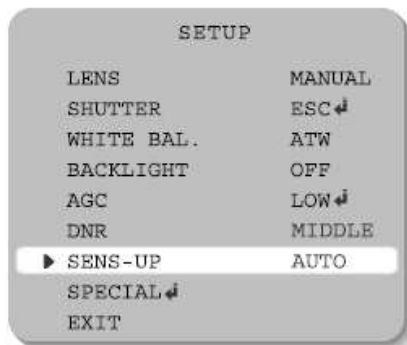 SETUP
LENS MANUAL
SHUTTER ESC↲
WHITE BAL. ATW
BACKLIGHT OFF
AGC LOW↲
DNR MIDDLE
▶ SENS-UP AUTO
SPECIAL↲
EXIT